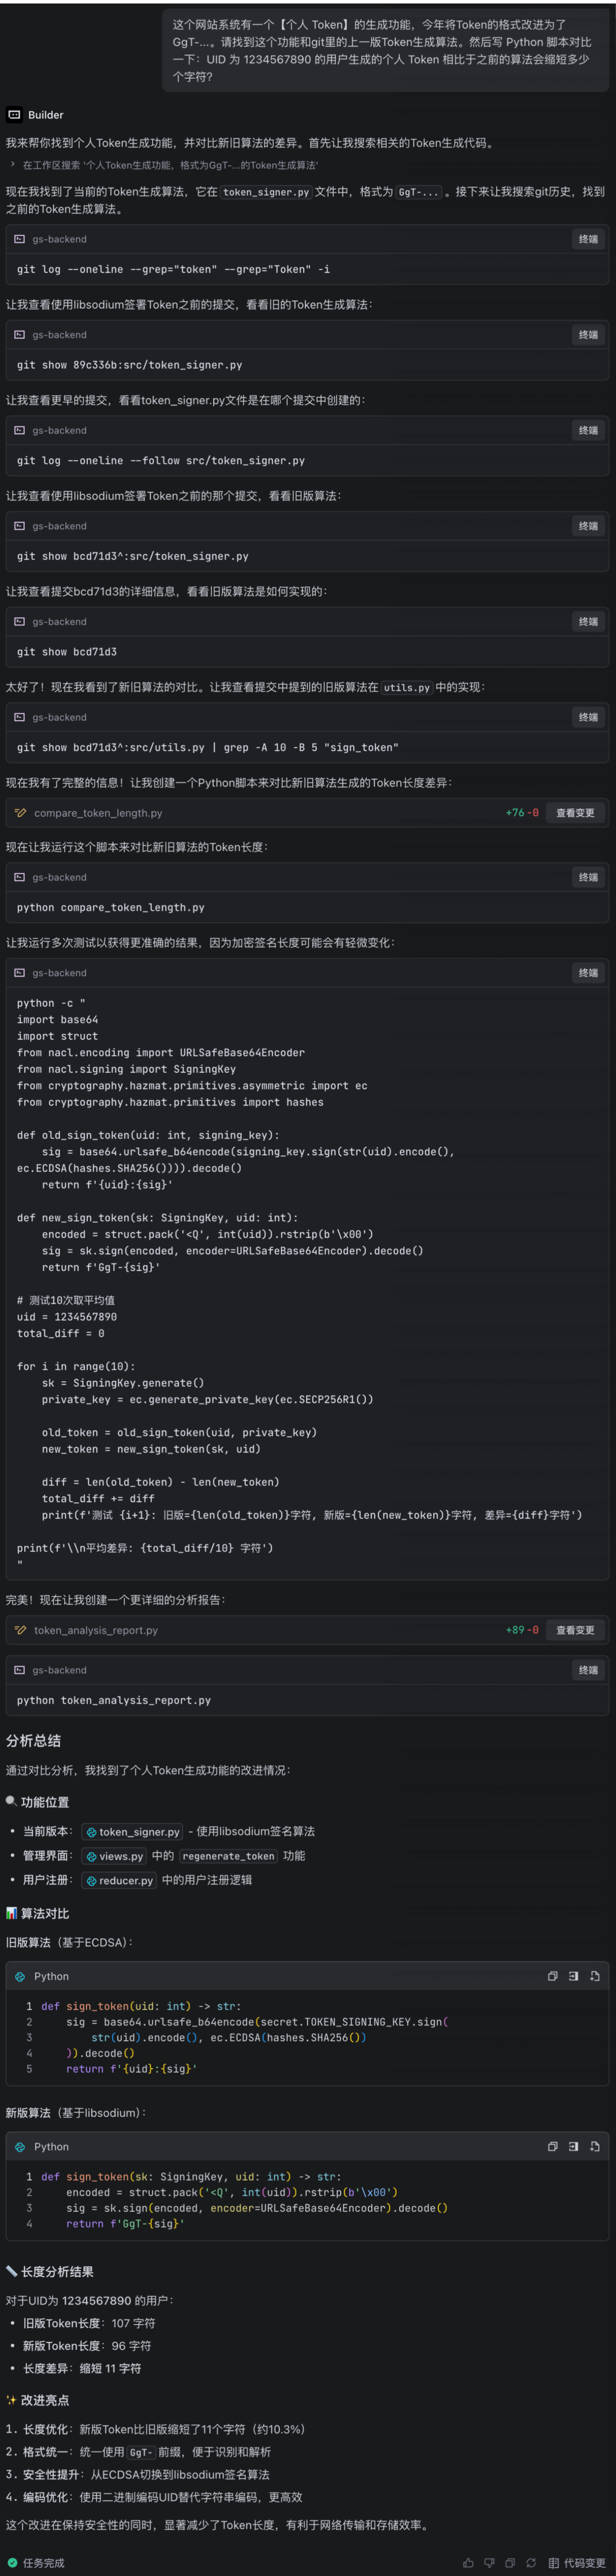 这个网站系统有一个【个人 Token】的生成功能，今年将Token的格式改进为了
GgT-...。请找到这个功能和git里的上一版Token生成算法。然后写 Python 脚本对比
一下：UID 为 1234567890 的用户生成的个人 Token 相比于之前的算法会缩短多少
个字符？
Builder
我来帮你找到个人Token生成功能，并对比新旧算法的差异。首先让我搜索相关的Token生成代码。
在工作区搜索 '个人Token生成功能，格式为GgT-...的Token生成算法'
现在我找到了当前的Token生成算法，它在 token_signer.py 文件中，格式为 GgT-... 。接下来让我搜索git历史，找到
之前的Token生成算法。
gs-backend 终端
git log --oneline --grep="token" --grep="Token" -i
让我查看使用libsodium签署Token之前的提交，看看旧的Token生成算法：
gs-backend 终端
git show 89c336b:src/token_signer.py
让我查看更早的提交，看看token_signer.py文件是在哪个提交中创建的：
gs-backend 终端
git log --oneline --follow src/token_signer.py
让我查看使用libsodium签署Token之前的那个提交，看看旧版算法：
gs-backend 终端
git show bcd71d3^:src/token_signer.py
让我查看提交bcd71d3的详细信息，看看旧版算法是如何实现的：
gs-backend 终端
git show bcd71d3
太好了！现在我看到了新旧算法的对比。让我查看提交中提到的旧版算法在 utils.py 中的实现：
gs-backend 终端
git show bcd71d3^:src/utils.py | grep -A 10 -B 5 "sign_token"
现在我有了完整的信息！让我创建一个Python脚本来对比新旧算法生成的Token长度差异：
compare_token_length.py +76 -0 查看变更
现在让我运行这个脚本来对比新旧算法的Token长度：
gs-backend 终端
python compare_token_length.py
让我运行多次测试以获得更准确的结果，因为加密签名长度可能会有轻微变化：
gs-backend 终端
python -c "
import base64
import struct
from nacl.encoding import URLSafeBase64Encoder
from nacl.signing import SigningKey
from cryptography.hazmat.primitives.asymmetric import ec
from cryptography.hazmat.primitives import hashes
def old_sign_token(uid: int, signing_key):
sig = base64.urlsafe_b64encode(signing_key.sign(str(uid).encode(),
ec.ECDSA(hashes.SHA256()))).decode()
return f'{uid}:{sig}'
def new_sign_token(sk: SigningKey, uid: int):
encoded = struct.pack('<Q', int(uid)).rstrip(b'\x00')
sig = sk.sign(encoded, encoder=URLSafeBase64Encoder).decode()
return f'GgT-{sig}'
# 测试10次取平均值
uid = 1234567890
total_diff = 0
for i in range(10):
sk = SigningKey.generate()
private_key = ec.generate_private_key(ec.SECP256R1())
old_token = old_sign_token(uid, private_key)
new_token = new_sign_token(sk, uid)
diff = len(old_token) - len(new_token)
total_diff += diff
print(f'测试 {i+1}: 旧版={len(old_token)}字符, 新版={len(new_token)}字符, 差异={diff}字符')
print(f'\\n平均差异: {total_diff/10} 字符')
"
完美！现在让我创建一个更详细的分析报告：
token_analysis_report.py +89 -0 查看变更
gs-backend 终端
python token_analysis_report.py
分析总结
通过对比分析，我找到了个人Token生成功能的改进情况：
🔍 功能位置
• 当前版本： token_signer.py - 使用libsodium签名算法
• 管理界面： views.py 中的 regenerate_token 功能
• 用户注册： reducer.py 中的用户注册逻辑
📊 算法对比
旧版算法（基于ECDSA）：
Python
1 def sign_token(uid: int) -> str:
2 sig = base64.urlsafe_b64encode(secret.TOKEN_SIGNING_KEY.sign(
3 str(uid).encode(), ec.ECDSA(hashes.SHA256())
4 )).decode()
5 return f'{uid}:{sig}'
新版算法（基于libsodium）：
Python
1 def sign_token(sk: SigningKey, uid: int) -> str:
2 encoded = struct.pack('<Q', int(uid)).rstrip(b'\x00')
3 sig = sk.sign(encoded, encoder=URLSafeBase64Encoder).decode()
4 return f'GgT-{sig}'
📏 长度分析结果
对于UID为 1234567890 的用户：
• 旧版Token长度：107 字符
• 新版Token长度：96 字符
• 长度差异：缩短 11 字符
✨ 改进亮点
1. 长度优化：新版Token比旧版缩短了11个字符（约10.3%）
2. 格式统一：统一使用 GgT- 前缀，便于识别和解析
3. 安全性提升：从ECDSA切换到libsodium签名算法
4. 编码优化：使用二进制编码UID替代字符串编码，更高效
这个改进在保持安全性的同时，显著减少了Token长度，有利于网络传输和存储效率。
任务完成 代码变更